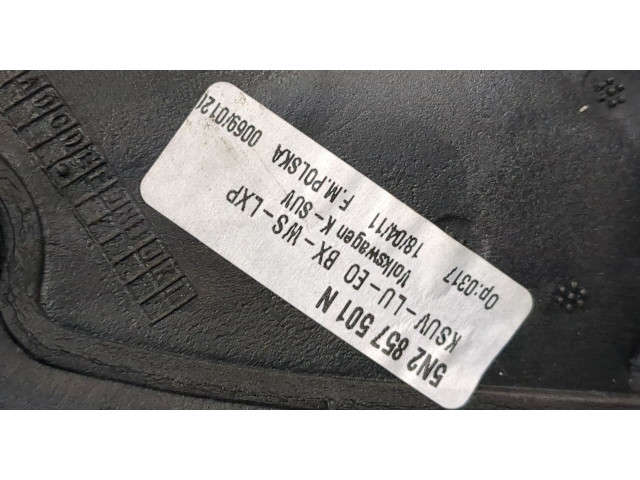 5N2 857 501 N
KSUV-LU-EO BX-WS-LXP
Volkswagen K-SUV
18/04/11 F.M.POLSKA 0069/012
Op:0317